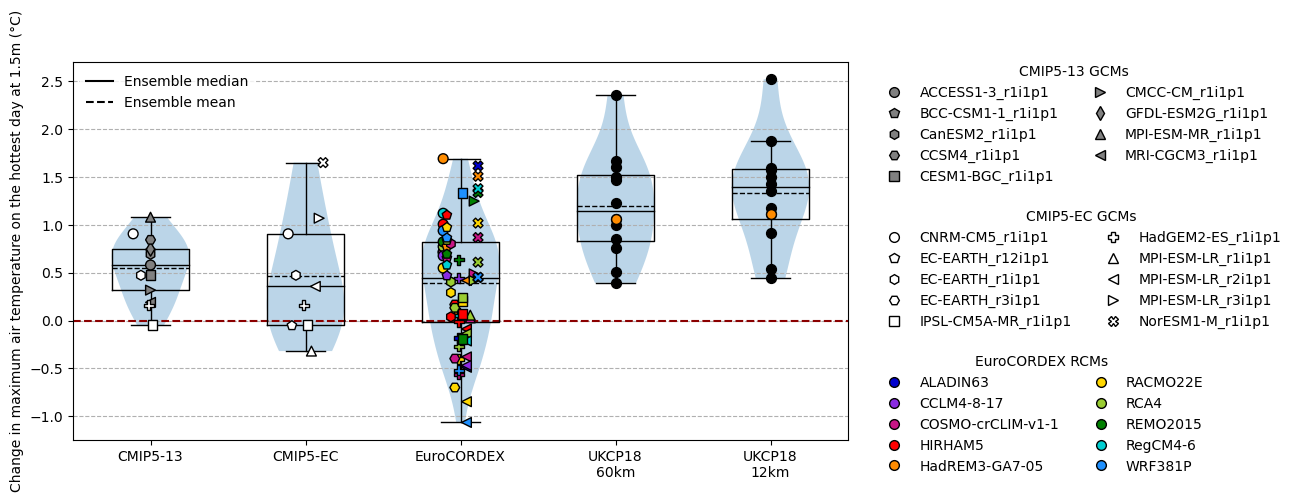 Change in maximum air temperature on the hottest day at 1.5m (°C)
2.5
2.0
1.5
1.0
0.5
0.0
−0.5
−1.0
Ensemble median
Ensemble mean
CMIP5-13
CMIP5-EC
EuroCORDEX
UKCP18
60km
UKCP18
12km
CMIP5-13 GCMs
ACCESS1-3_r1i1p1
BCC-CSM1-1_r1i1p1
CanESM2_r1i1p1
CCSM4_r1i1p1
CESM1-BGC_r1i1p1
CMCC-CM_r1i1p1
GFDL-ESM2G_r1i1p1
MPI-ESM-MR_r1i1p1
MRI-CGCM3_r1i1p1
CMIP5-EC GCMs
CNRM-CM5_r1i1p1
EC-EARTH_r12i1p1
EC-EARTH_r1i1p1
EC-EARTH_r3i1p1
IPSL-CM5A-MR_r1i1p1
HadGEM2-ES_r1i1p1
MPI-ESM-LR_r1i1p1
MPI-ESM-LR_r2i1p1
MPI-ESM-LR_r3i1p1
NorESM1-M_r1i1p1
EuroCORDEX RCMs
ALADIN63
CCLM4-8-17
COSMO-crCLIM-v1-1
HIRHAM5
HadREM3-GA7-05
RACMO22E
RCA4
REMO2015
RegCM4-6
WRF381P